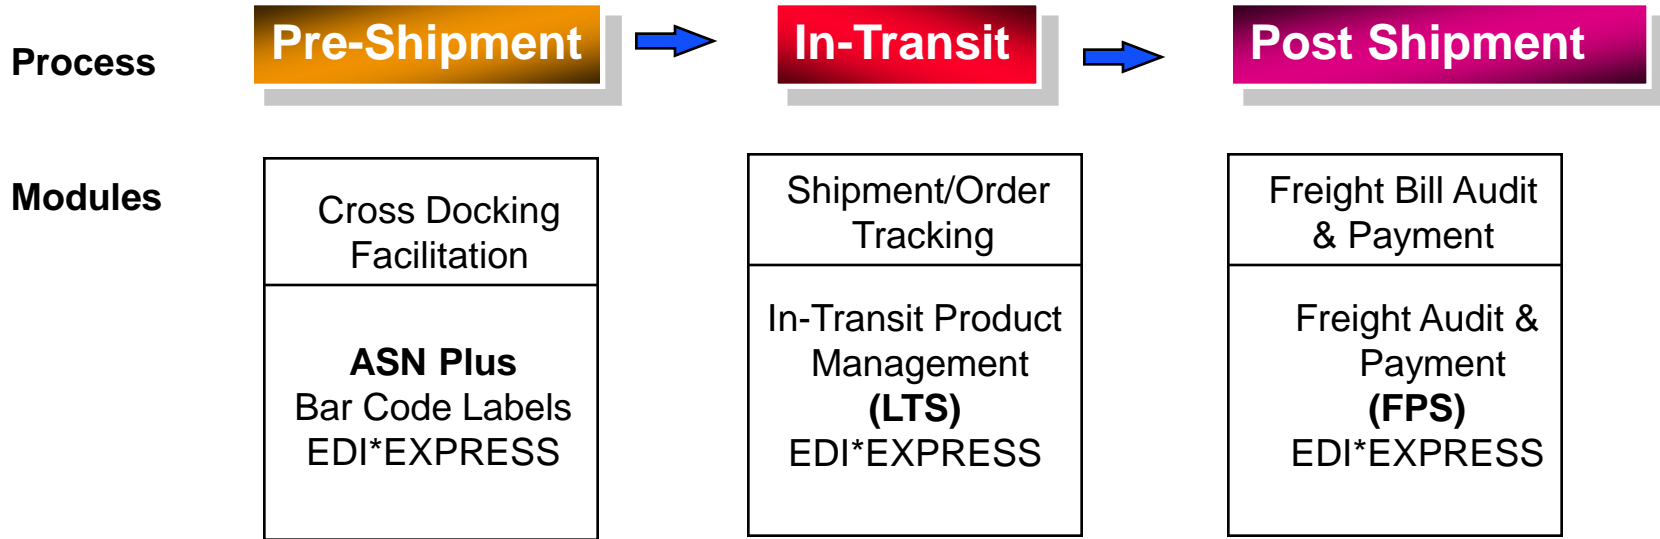 Process
Pre-Shipment
In-Transit
Post Shipment
Modules
Cross Docking
Facilitation
ASN Plus
Bar Code Labels
EDI*EXPRESS
Shipment/Order
Tracking
In-Transit Product
Management
(LTS)
EDI*EXPRESS
Freight Bill Audit
& Payment
Freight Audit &
Payment
(FPS)
EDI*EXPRESS